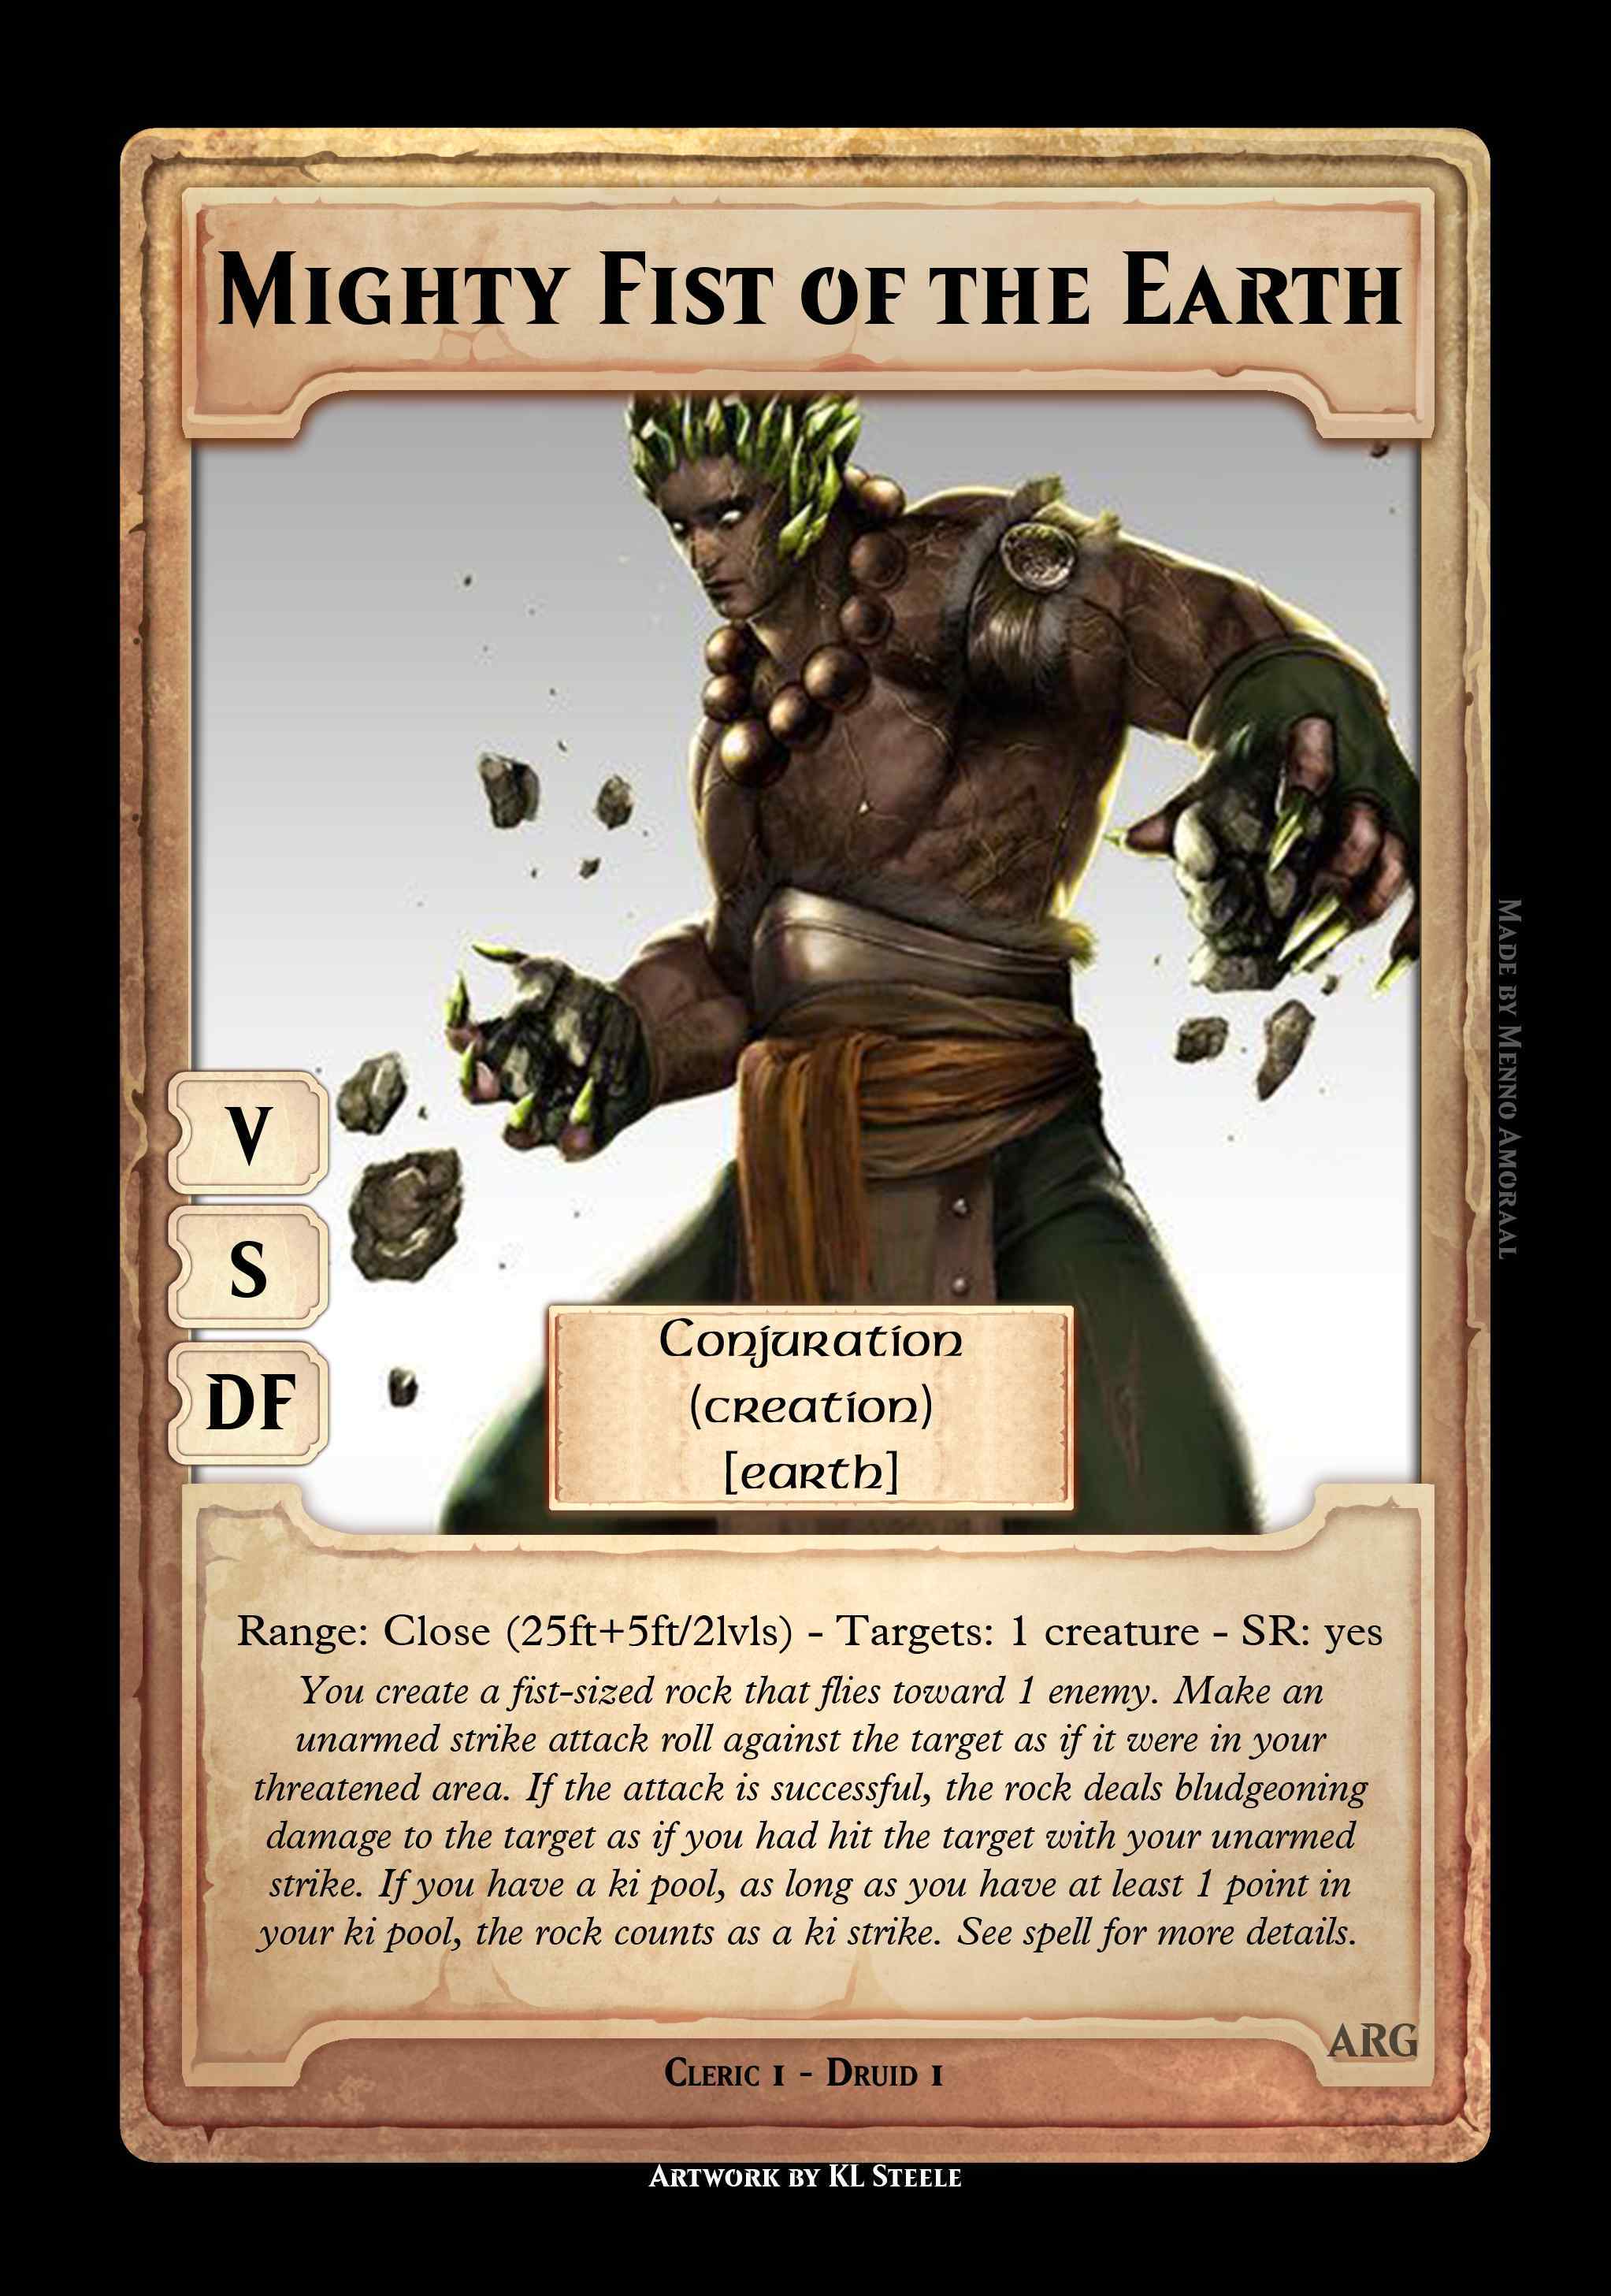 Mighty Fist of the Earth
V
S
DF
Conjuration
(creation)
[earth]
Range: Close (25ft+5ft/2lvls) - Targets: 1 creature - SR: yes
You create a fist-sized rock that flies toward 1 enemy. Make an
unarmed strike attack roll against the target as if it were in your
threatened area. If the attack is successful, the rock deals bludgeoning
damage to the target as if you had hit the target with your unarmed
strike. If you have a ki pool, as long as you have at least 1 point in
your ki pool, the rock counts as a ki strike. See spell for more details.
ARG
Cleric 1 - Druid 1
Artwork by KL Steele
Made by Menno Amoraal